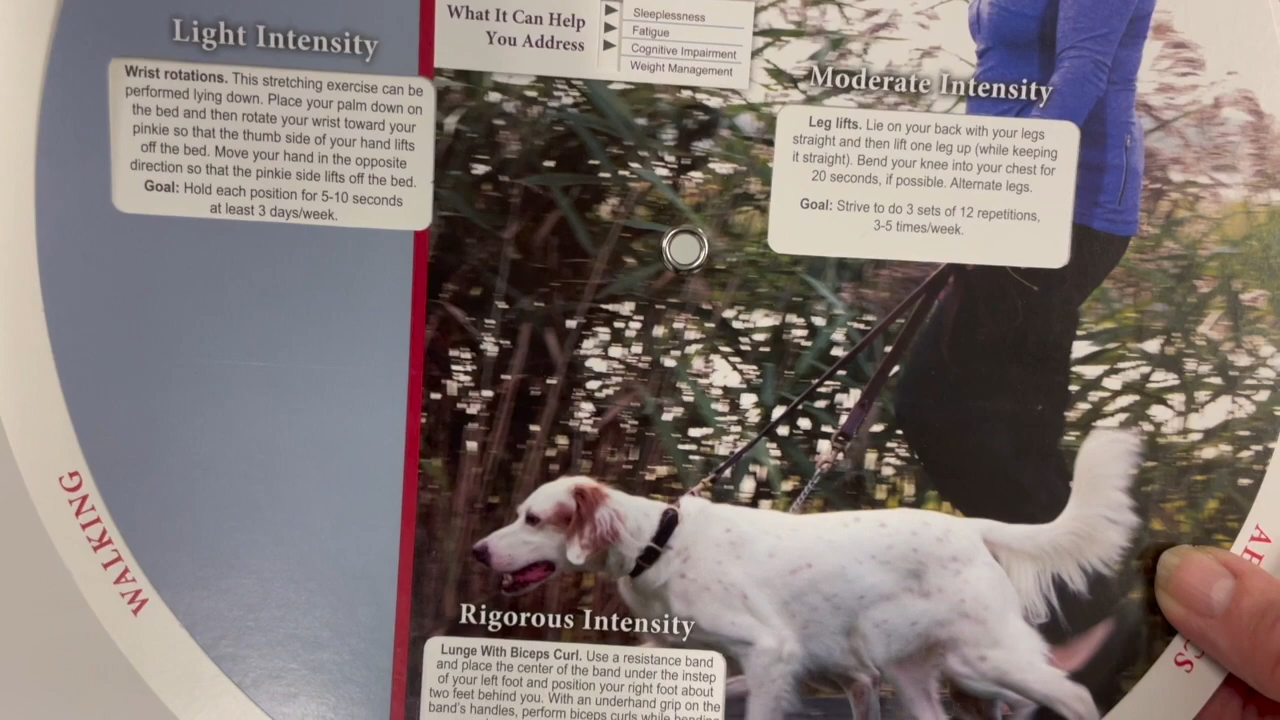 Light Intensity
Wrist rotations. This stretching exercise can be
performed lying down. Place your palm down on
the bed and then rotate your wrist toward your
pinkie so that the thumb side of your hand lifts
off the bed. Move your hand in the opposite
direction so that the pinkie side lifts off the bed.
Goal: Hold each position for 5-10 seconds
at least 3 days/week.
What It Can Help
You Address
Sleeplessness
Fatigue
Cognitive Impairment
Weight Management
Moderate Intensity
Leg lifts. Lie on your back with your legs
straight and then lift one leg up (while keeping
it straight). Bend your knee into your chest for
20 seconds, if possible. Alternate legs.
Goal: Strive to do 3 sets of 12 repetitions,
3-5 times/week.
WALKING
Rigorous Intensity
Lunge With Biceps Curl. Use a resistance band
and place the center of the band under the instep
of your left foot and position your right foot about
two feet behind you. With an underhand grip on the
band's handles, perform biceps curls while bending